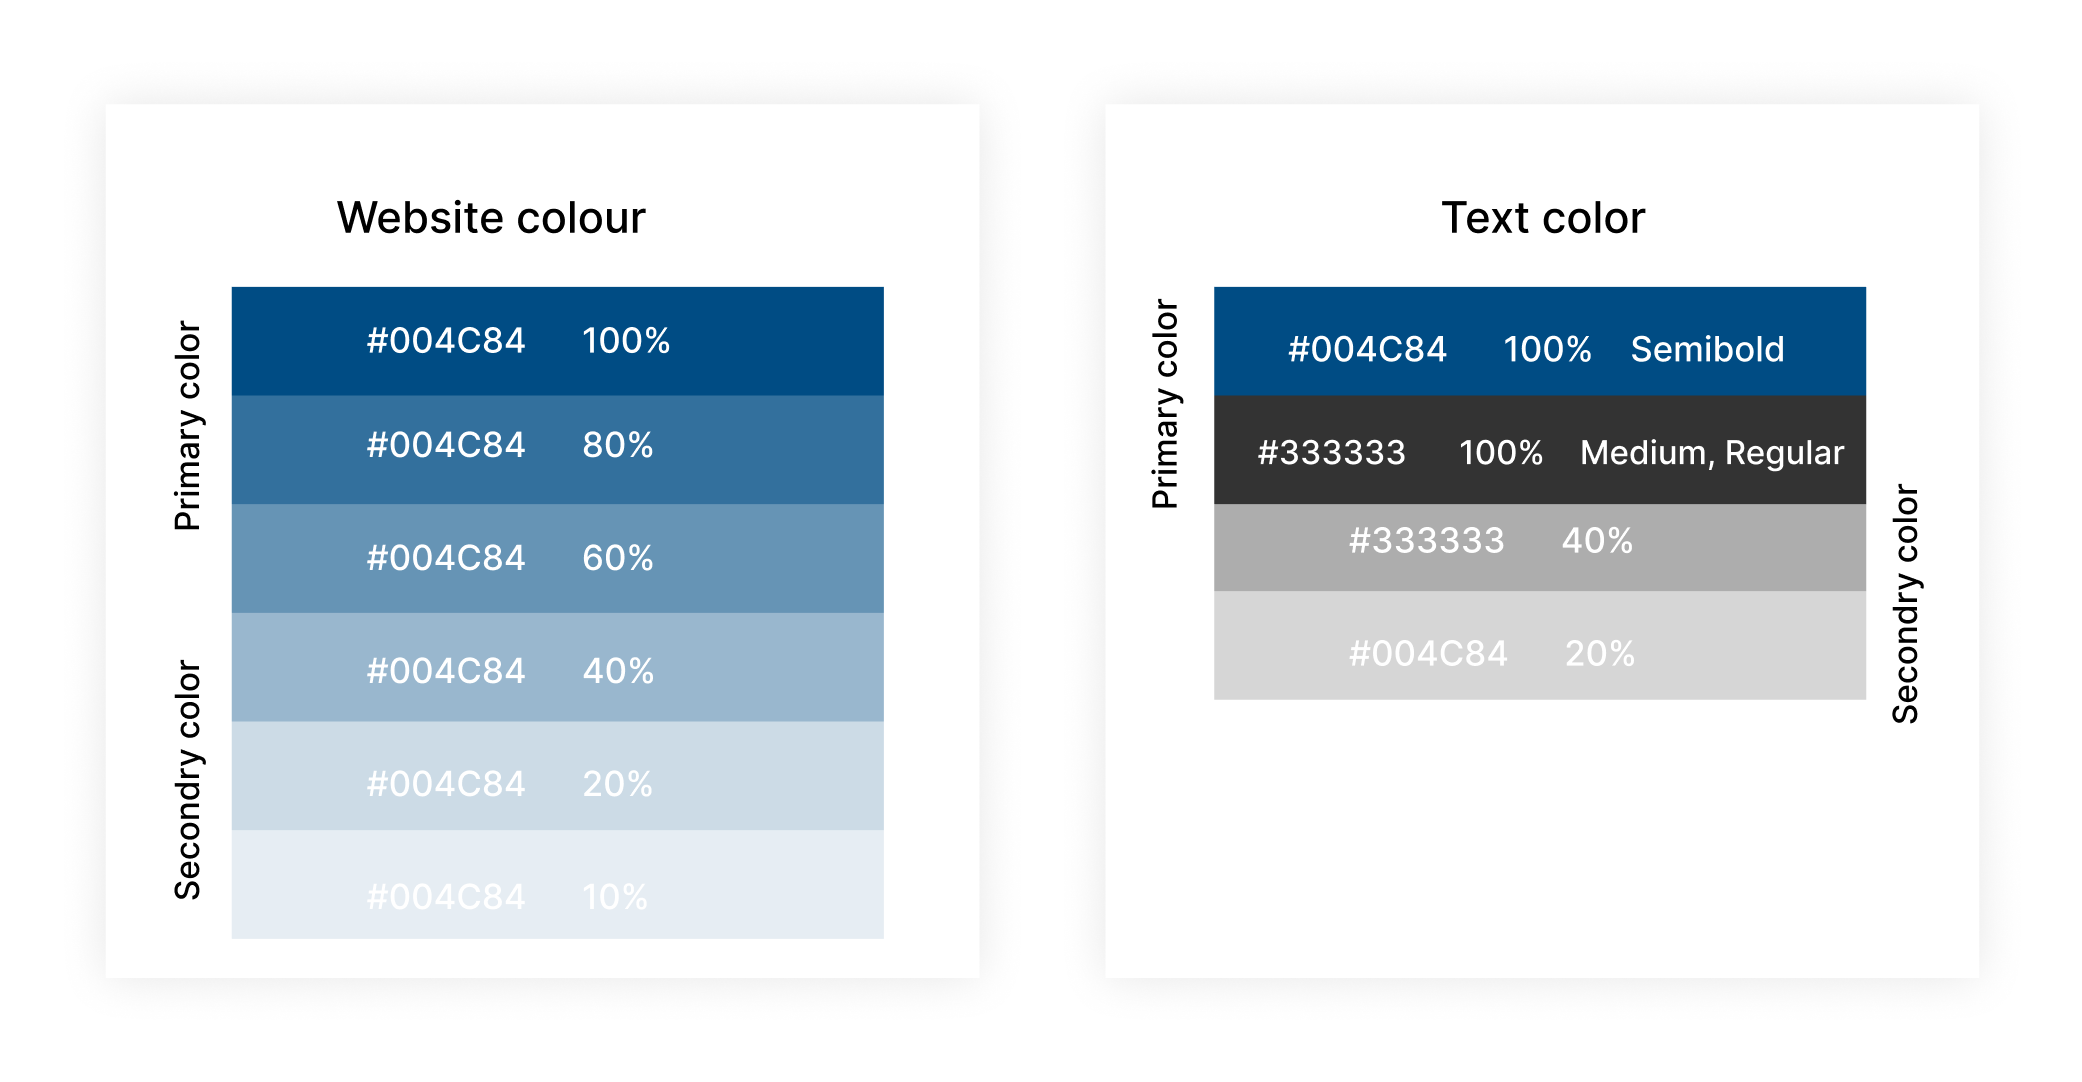 Website colour
Primary color
#004C84 100%
#004C84 80%
#004C84 60%
Secondry color
#004C84 40%
#004C84 20%
#004C84 10%
Text color
Primary color
#004C84 100% Semibold
#333333 100% Medium, Regular
Secondry color
#333333 40%
#004C84 20%